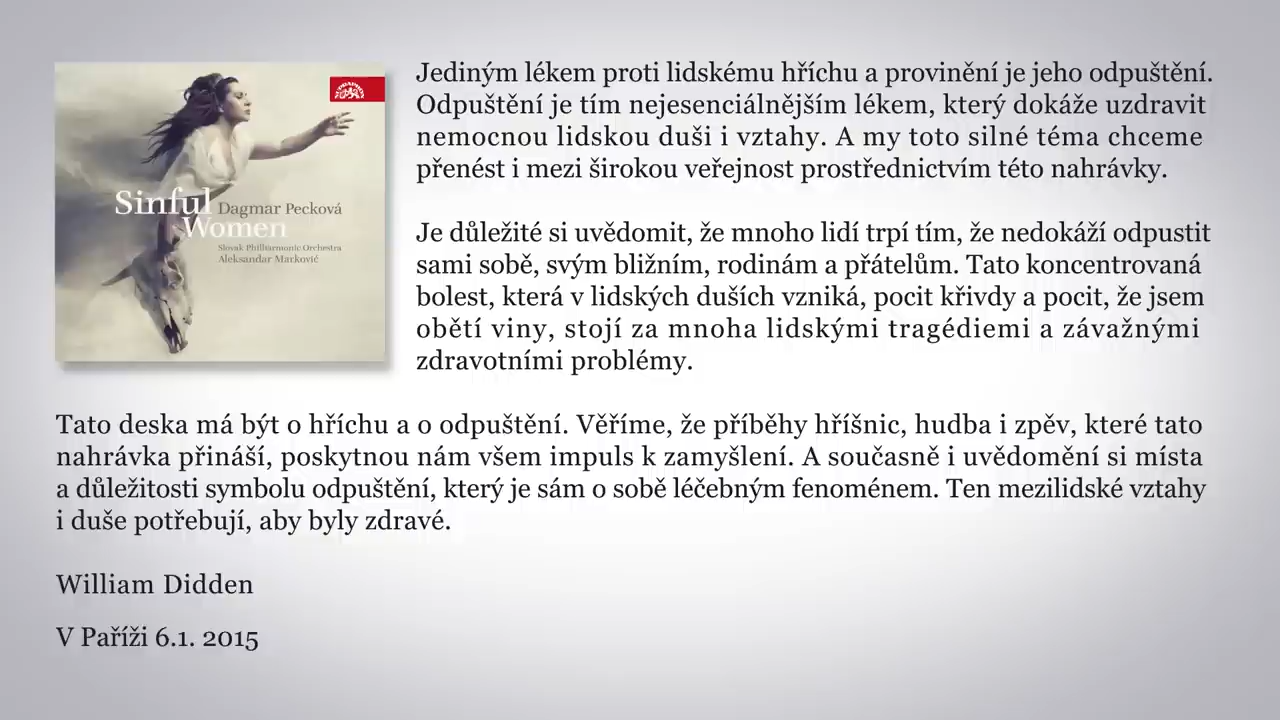 SUPRAPHON
Sinful Dagmar Pecková
Women
Slovak Philharmonic Orchestra
Aleksandar Marković
Jediným lékem proti lidskému hříchu a provinění je jeho odpuštění.
Odpuštění je tím nejesenciálnějším lékem, který dokáže uzdravit
nemocnou lidskou duši i vztahy. A my toto silné téma chceme
přenést i mezi širokou veřejnost prostřednictvím této nahrávky.
Je důležité si uvědomit, že mnoho lidí trpí tím, že nedokáží odpustit
sami sobě, svým bližním, rodinám a přátelům. Tato koncentrovaná
bolest, která v lidských duších vzniká, pocit křivdy a pocit, že jsem
obětí viny, stojí za mnoha lidskými tragédiemi a závažnými
zdravotními problémy.
Tato deska má být o hříchu a o odpuštění. Věříme, že příběhy hříšnic, hudba i zpěv, které tato
nahrávka přináší, poskytnou nám všem impuls k zamyšlení. A současně i uvědomění si místa
a důležitosti symbolu odpuštění, který je sám o sobě léčebným fenoménem. Ten mezilidské vztahy
i duše potřebují, aby byly zdravé.
William Didden
V Paříži 6.1. 2015